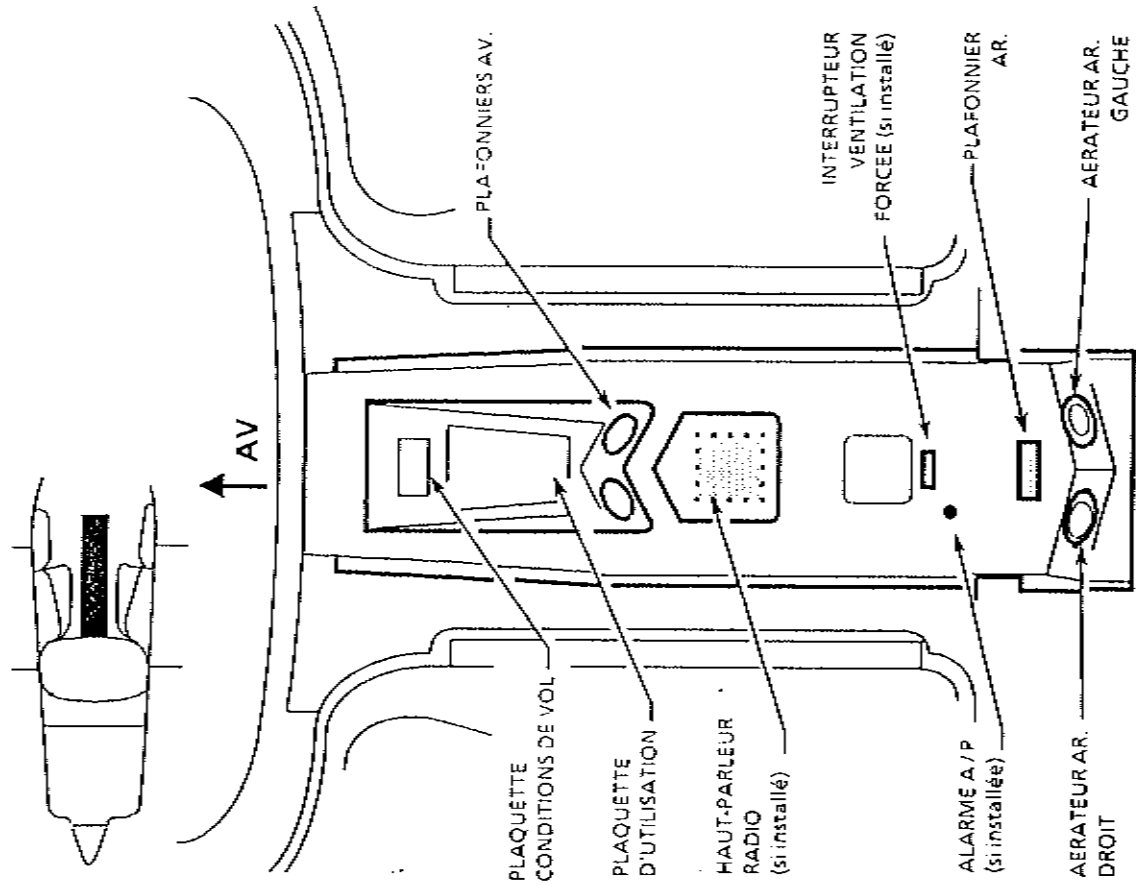 AV
PLAFONNIERS AV.
INTERRUPTEUR
VENTILATION
FORCEE (si installé)
PLAFONNIER
AR.
AERATEUR AR.
GAUCHE
PLAQUETTE
CONDITIONS DE VOL
PLAQUETTE
D'UTILISATION
HAUT-PARLEUR
RADIO
(si installé)
ALARME A / P
(si installée)
AERATEUR AR.
DROIT